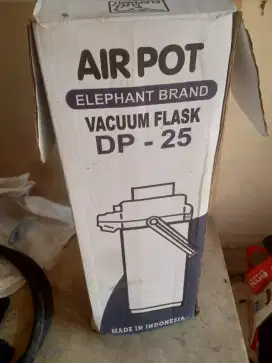 AIR POT
ELEPHANT BRAND
VACUUM FLASK
DP - 25
MADE IN INDONESIA